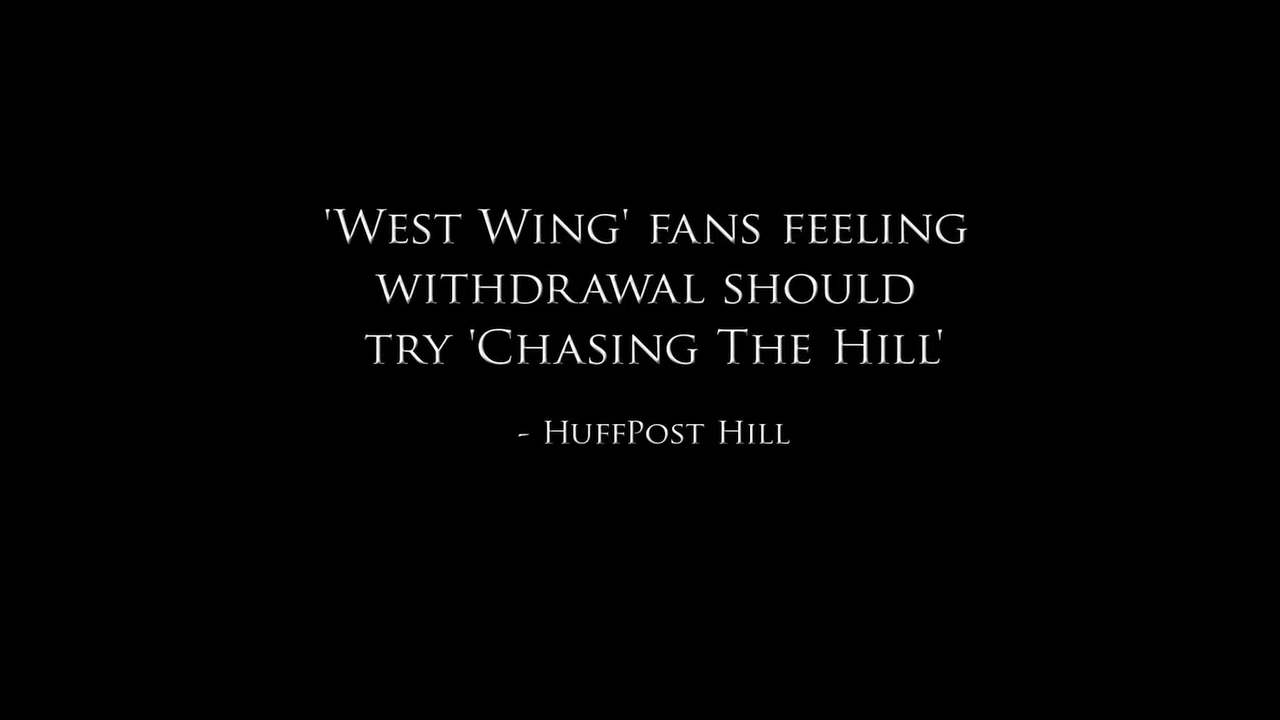 'West Wing' fans feeling
withdrawal should
try 'Chasing The Hill'
- HuffPost Hill